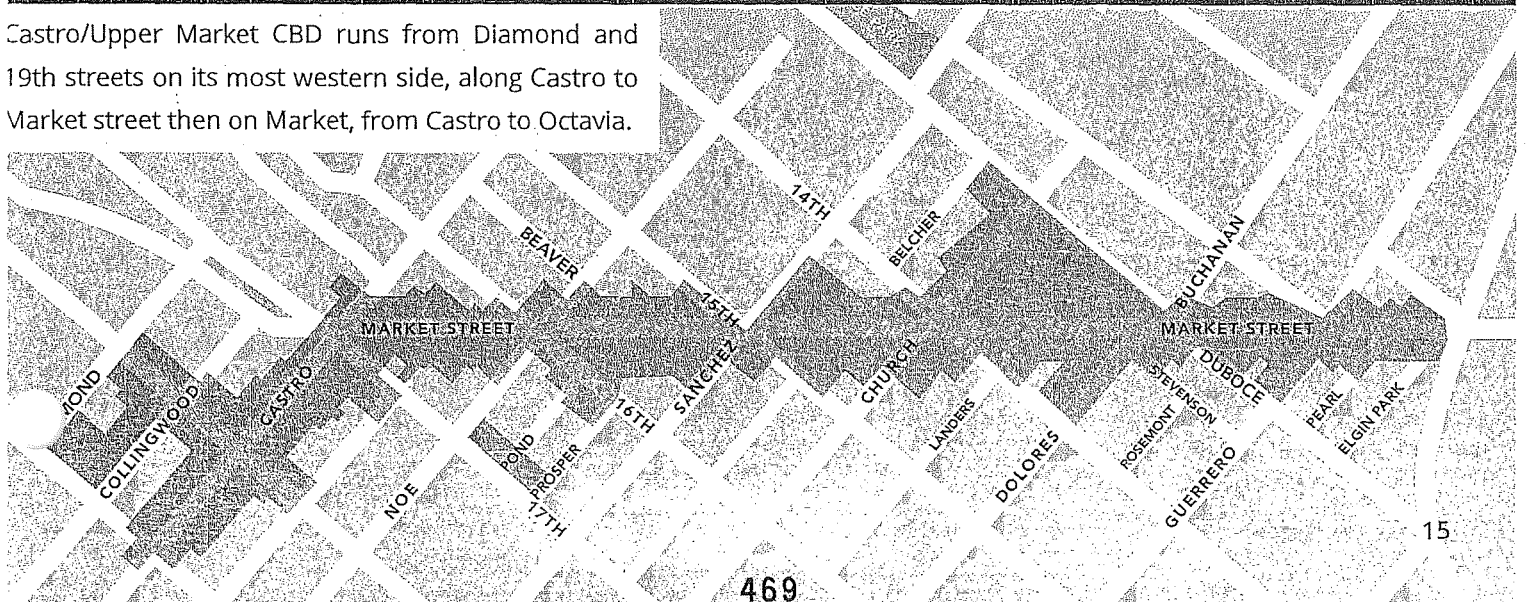 Castro/Upper Market CBD runs from Diamond and
19th streets on its most western side, along Castro to
Market street then on Market, from Castro to Octavia.
14TH
BELCHER
BUCHANAN
BEAVER
15TH
MARKET STREET
MARKET STREET
CASTRO
COLLINGWOOD
MOND
SANCHEZ
CHURCH
16TH
POND
PROSPER
17TH
NOE
LANDERS
DOLORES
STEVENSON
DUBOCE
ROSEMONT
GUERRERO
PEARL
ELGIN PARK
15
469